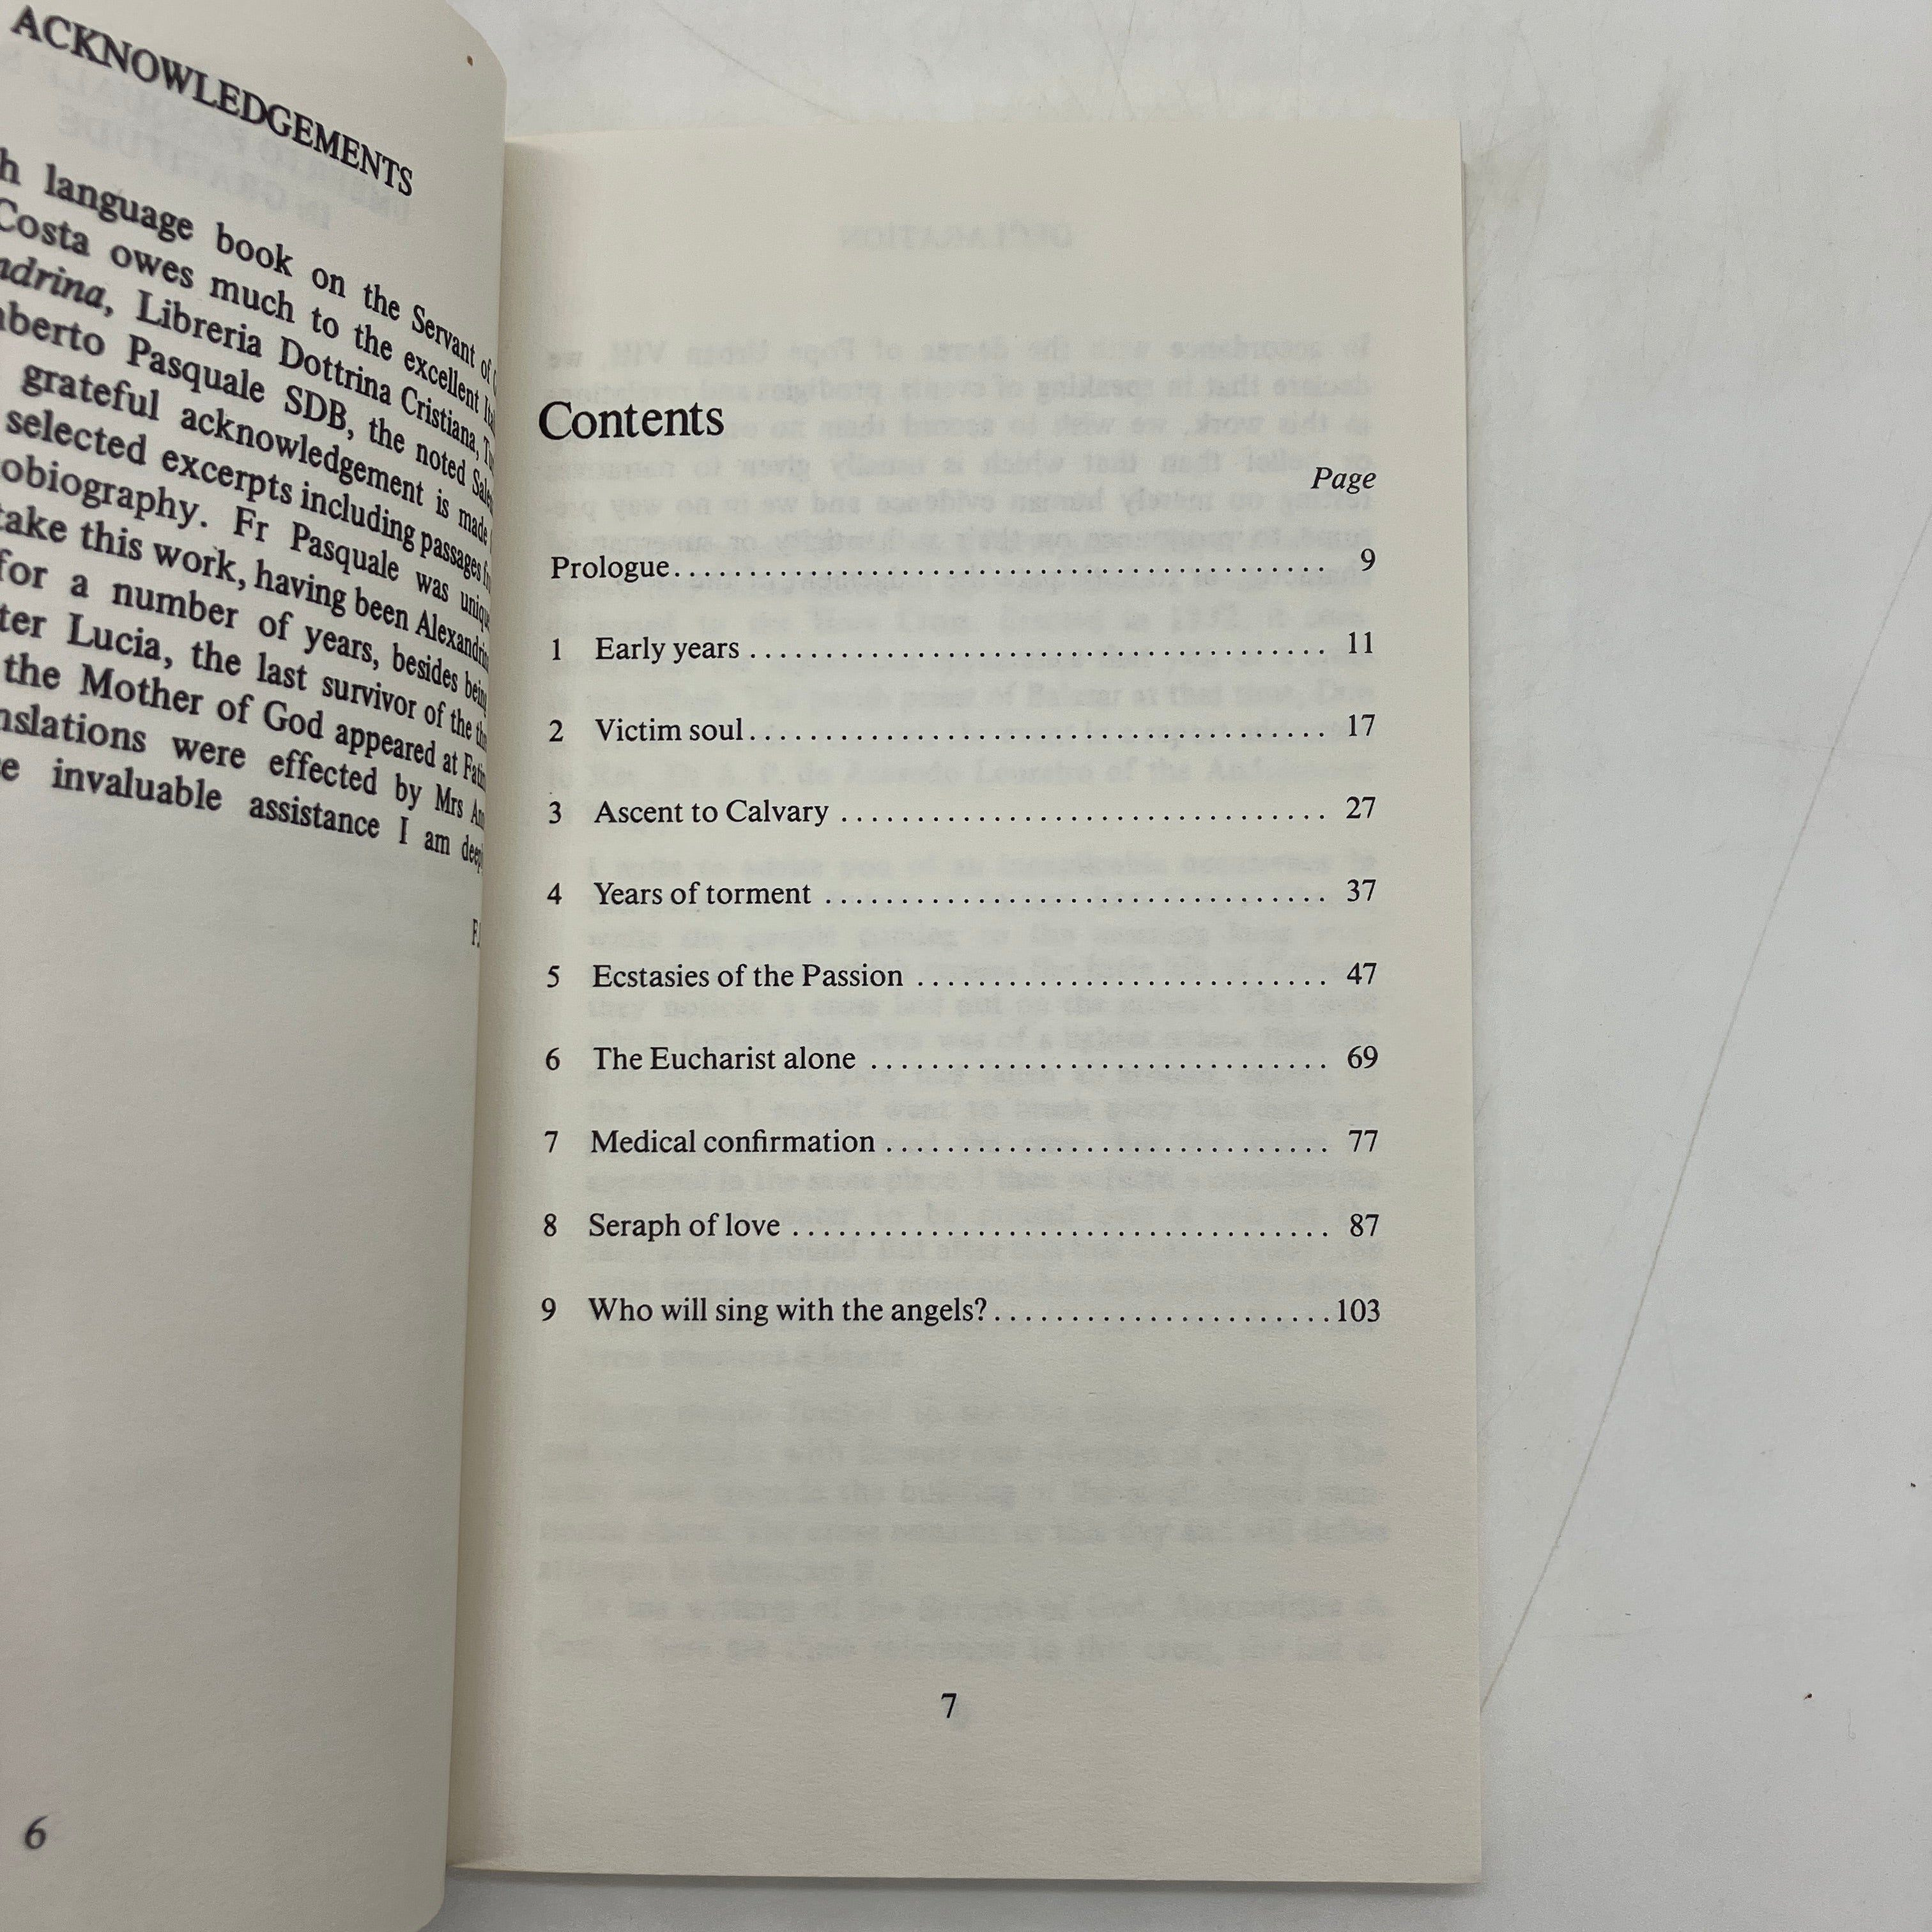 ACKNOWLEDGEMENTS
h language book on the Servant of
Costa owes much to the excellent
ndrina, Libreria Dottrina Cristiana,
berto Pasquale SDB, the noted
grateful acknowledgement is made
selected excerpts including passages
obiography. Fr Pasquale was
take this work, having been
for a number of years, besides being
ter Lucia, the last survivor of the
the Mother of God appeared at
nslations were effected by Mrs
e invaluable assistance I am
6
Contents
Page
Prologue 9
1 Early years 11
2 Victim soul 17
3 Ascent to Calvary 27
4 Years of torment 37
5 Ecstasies of the Passion 47
6 The Eucharist alone 69
7 Medical confirmation 77
8 Seraph of love 87
9 Who will sing with the angels? 103
7